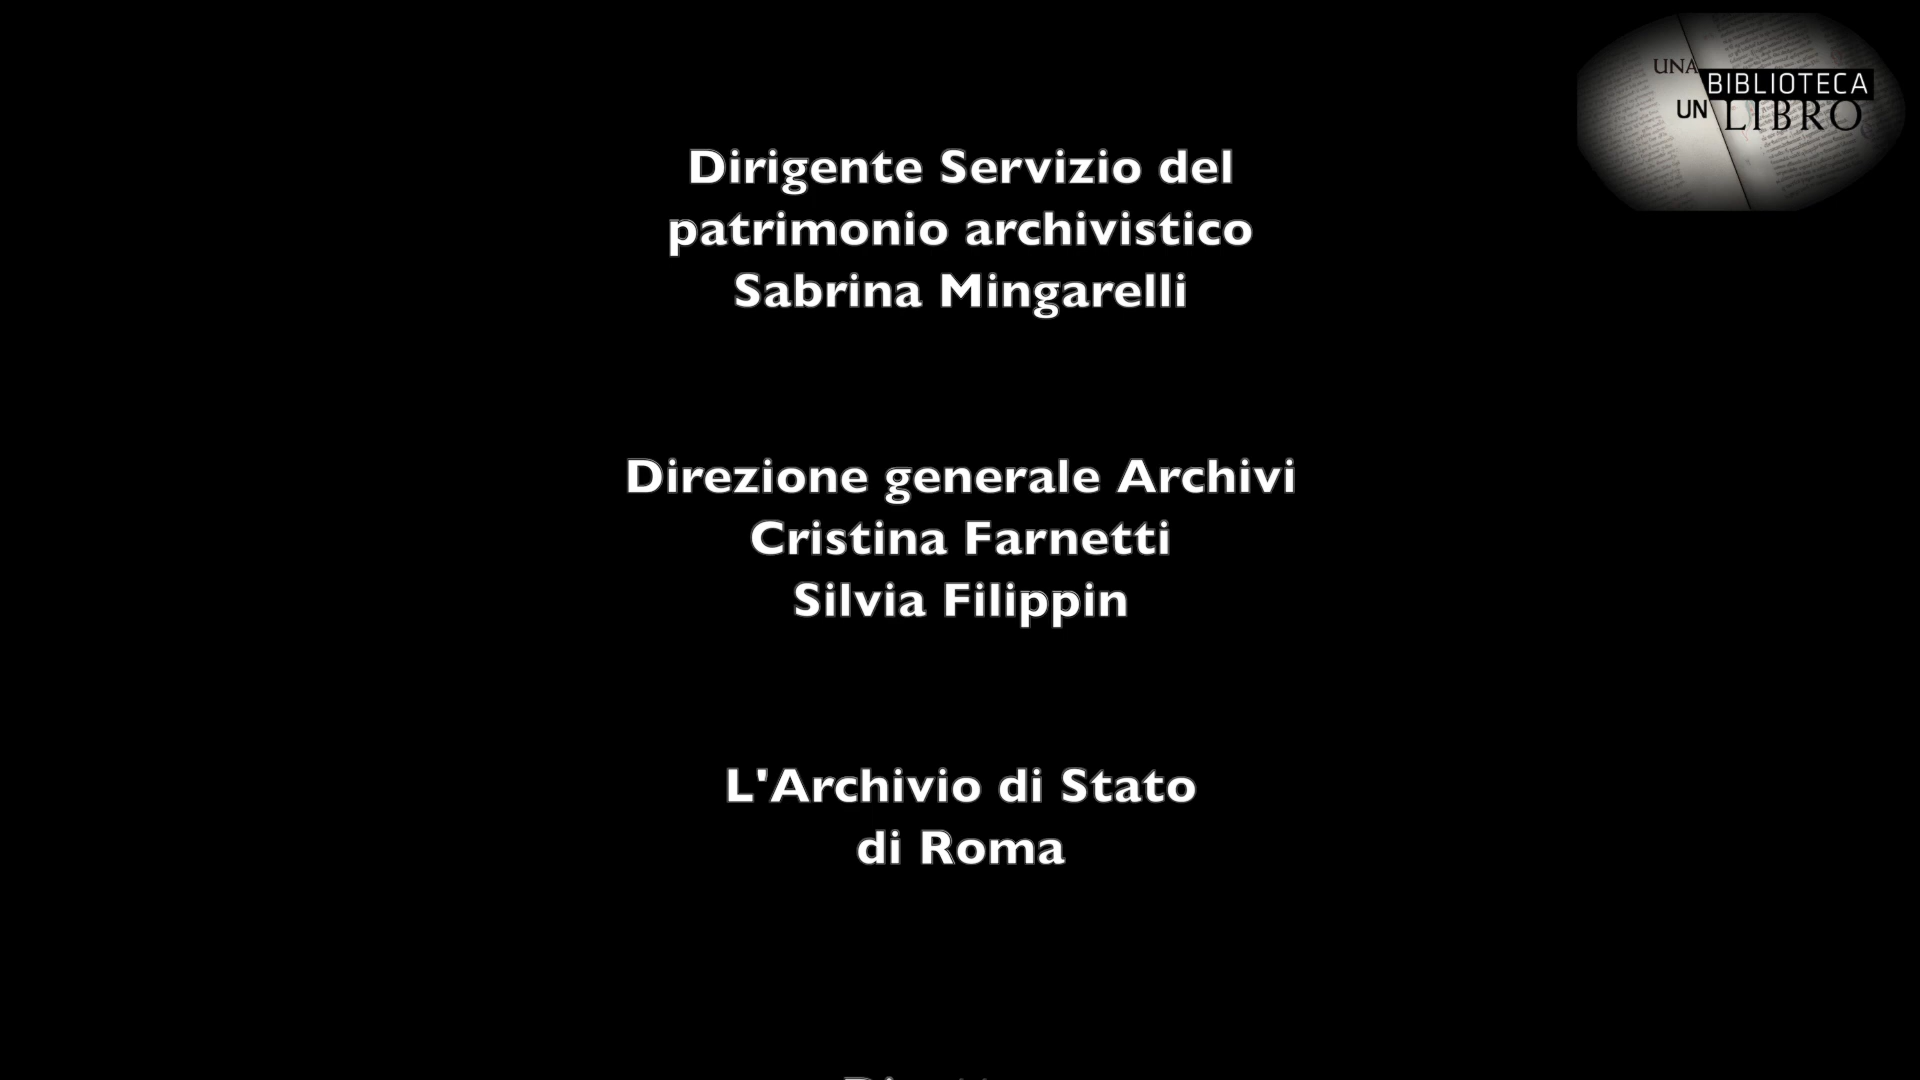 UNA
BIBLIOTECA
UN LIBRO
Dirigente Servizio del
patrimonio archivistico
Sabrina Mingarelli
Direzione generale Archivi
Cristina Farnetti
Silvia Filippin
L'Archivio di Stato
di Roma